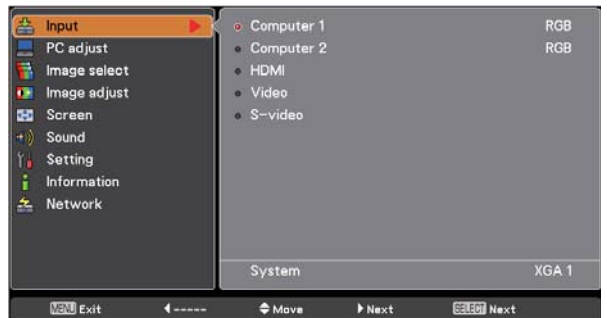 Input
PC adjust
Image select
Image adjust
Screen
Sound
Setting
Information
Network
Computer 1 RGB
Computer 2 RGB
HDMI
Video
S-video
System XGA 1
MENU Exit ◀----- Move Next SELECT Next